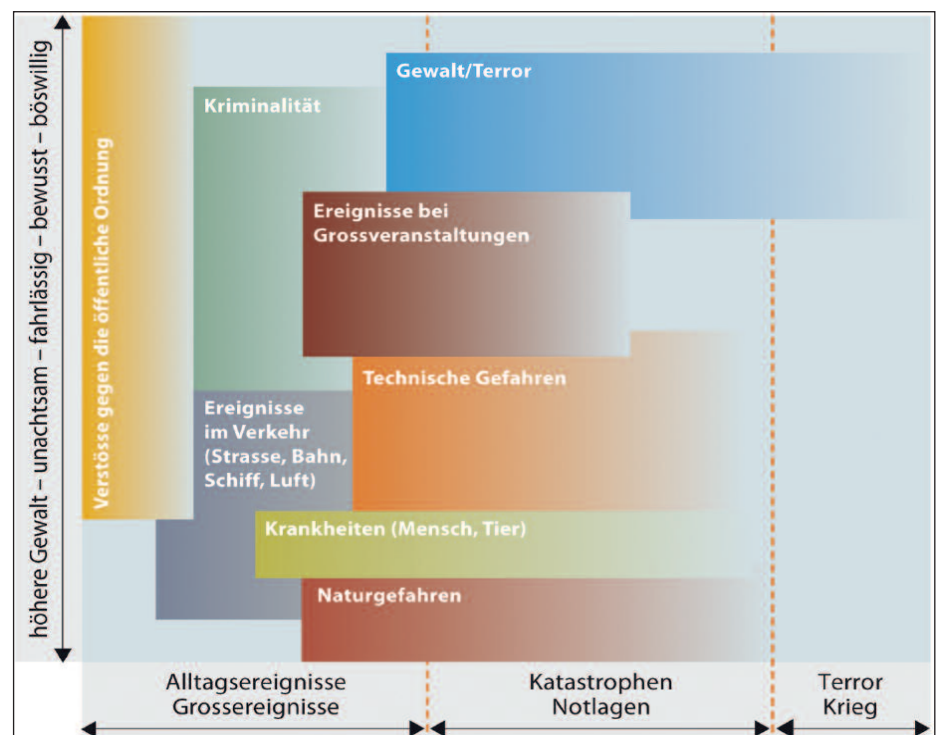 höhere Gewalt – unachtsam – fahrlässig – bewusst – böswillig
Verstösse gegen die öffentliche Ordnung
Gewalt/Terror
Kriminalität
Ereignisse bei
Grossveranstaltungen
Technische Gefahren
Ereignisse
im Verkehr
(Strasse, Bahn,
Schiff, Luft)
Krankheiten (Mensch, Tier)
Naturgefahren
Alltagsereignisse
Grossereignisse
Katastrophen
Notlagen
Terror
Krieg